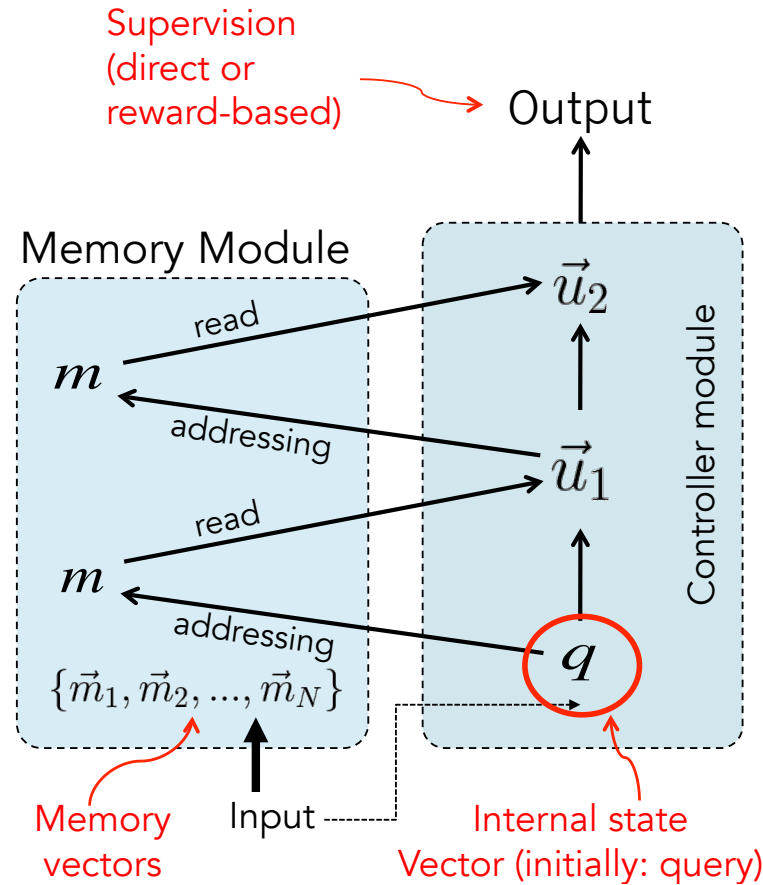 Supervision
(direct or
reward-based)
Output
Memory Module
read
m
addressing
read
m
addressing
{m⃗₁, m⃗₂, ..., m⃗_N}
u⃗₂
u⃗₁
q
Controller module
Input
Memory
vectors
Internal state
Vector (initially: query)